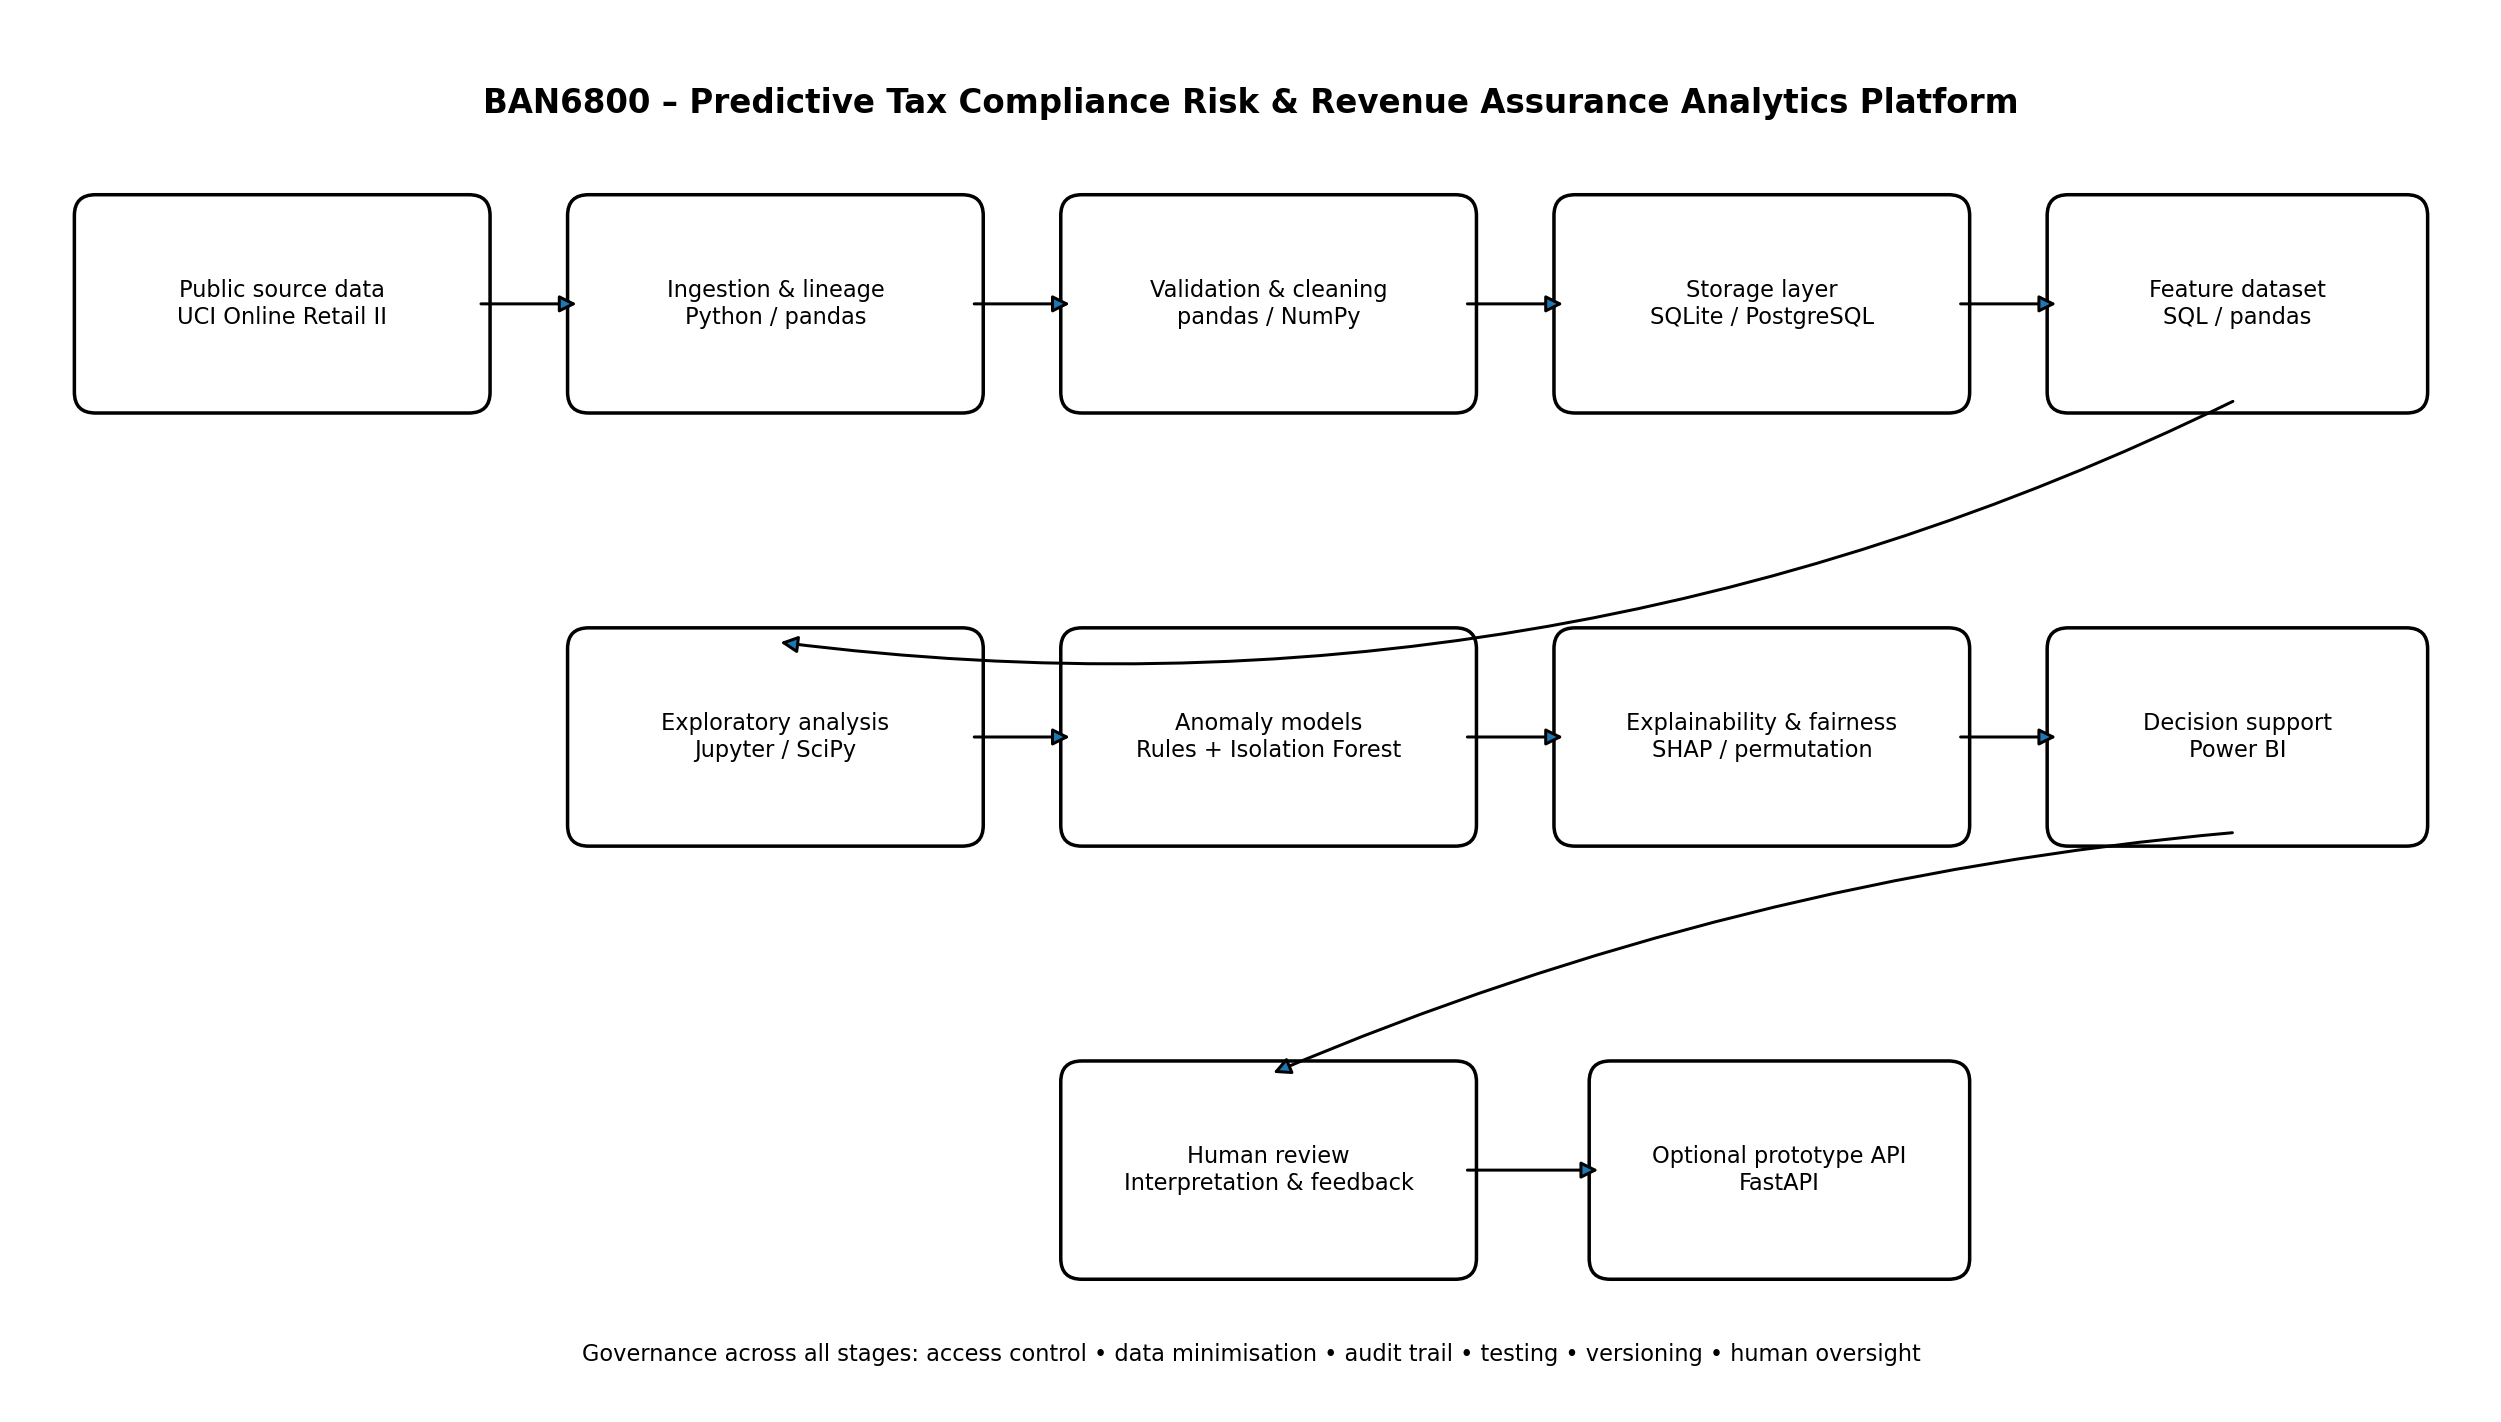 BAN6800 – Predictive Tax Compliance Risk & Revenue Assurance Analytics Platform
Public source data
UCI Online Retail II
Ingestion & lineage
Python / pandas
Validation & cleaning
pandas / NumPy
Storage layer
SQLite / PostgreSQL
Feature dataset
SQL / pandas
Exploratory analysis
Jupyter / SciPy
Anomaly models
Rules + Isolation Forest
Explainability & fairness
SHAP / permutation
Decision support
Power BI
Human review
Interpretation & feedback
Optional prototype API
FastAPI
Governance across all stages: access control • data minimisation • audit trail • testing • versioning • human oversight